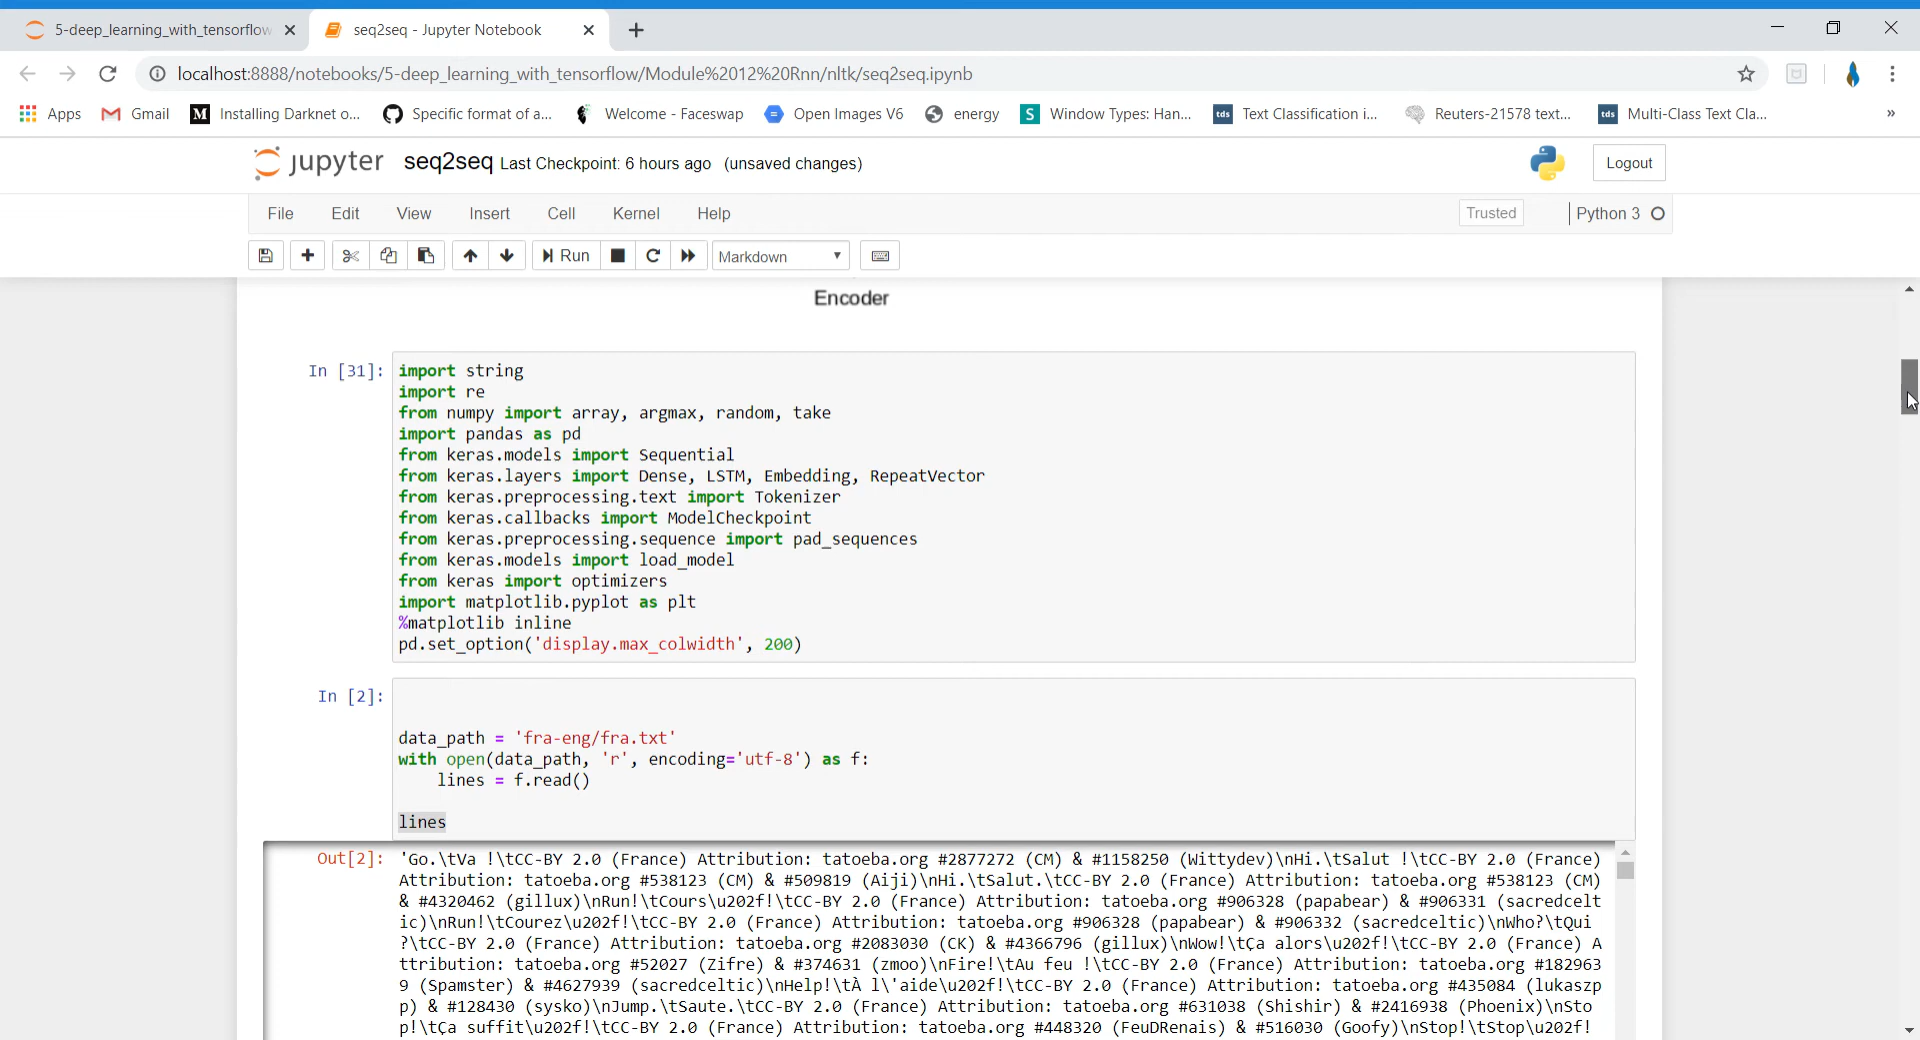 5-deep_learning_with_tensorflow
seq2seq - Jupyter Notebook
localhost:8888/notebooks/5-deep_learning_with_tensorflow/Module%2012%20Rnn/nltk/seq2seq.ipynb
Apps Gmail M Installing Darknet o... Specific format of a... Welcome - Faceswap Open Images V6 energy S Window Types: Han... tds Text Classification i... Reuters-21578 text... tds Multi-Class Text Cla... »
jupyter seq2seq Last Checkpoint: 6 hours ago (unsaved changes) Logout
File Edit View Insert Cell Kernel Help Trusted Python 3
Run Markdown
Encoder
In [31]: import string
import re
from numpy import array, argmax, random, take
import pandas as pd
from keras.models import Sequential
from keras.layers import Dense, LSTM, Embedding, RepeatVector
from keras.preprocessing.text import Tokenizer
from keras.callbacks import ModelCheckpoint
from keras.preprocessing.sequence import pad_sequences
from keras.models import load_model
from keras import optimizers
import matplotlib.pyplot as plt
%matplotlib inline
pd.set_option('display.max_colwidth', 200)
In [2]:
data_path = 'fra-eng/fra.txt'
with open(data_path, 'r', encoding='utf-8') as f:
    lines = f.read()
lines
Out[2]: 'Go.\tVa !\tCC-BY 2.0 (France) Attribution: tatoeba.org #2877272 (CM) & #1158250 (Wittydev)\nHi.\tSalut !\tCC-BY 2.0 (France)
Attribution: tatoeba.org #538123 (CM) & #509819 (Aiji)\nHi.\tSalut.\tCC-BY 2.0 (France) Attribution: tatoeba.org #538123 (CM)
& #4320462 (gillux)\nRun!\tCours\u202f!\tCC-BY 2.0 (France) Attribution: tatoeba.org #906328 (papabear) & #906331 (sacredcelt
ic)\nRun!\tCourez\u202f!\tCC-BY 2.0 (France) Attribution: tatoeba.org #906328 (papabear) & #906332 (sacredceltic)\nWho?\tQui
?\tCC-BY 2.0 (France) Attribution: tatoeba.org #2083030 (CK) & #4366796 (gillux)\nWow!\tÇa alors\u202f!\tCC-BY 2.0 (France) A
ttribution: tatoeba.org #52027 (Zifre) & #374631 (zmoo)\nFire!\tAu feu !\tCC-BY 2.0 (France) Attribution: tatoeba.org #182963
9 (Spamster) & #4627939 (sacredceltic)\nHelp!\tÀ l\'aide\u202f!\tCC-BY 2.0 (France) Attribution: tatoeba.org #435084 (lukaszp
p) & #128430 (sysko)\nJump.\tSaute.\tCC-BY 2.0 (France) Attribution: tatoeba.org #631038 (Shishir) & #2416938 (Phoenix)\nSto
p!\tÇa suffit\u202f!\tCC-BY 2.0 (France) Attribution: tatoeba.org #448320 (FeuDRenais) & #516030 (Goofy)\nStop!\tStop\u202f!